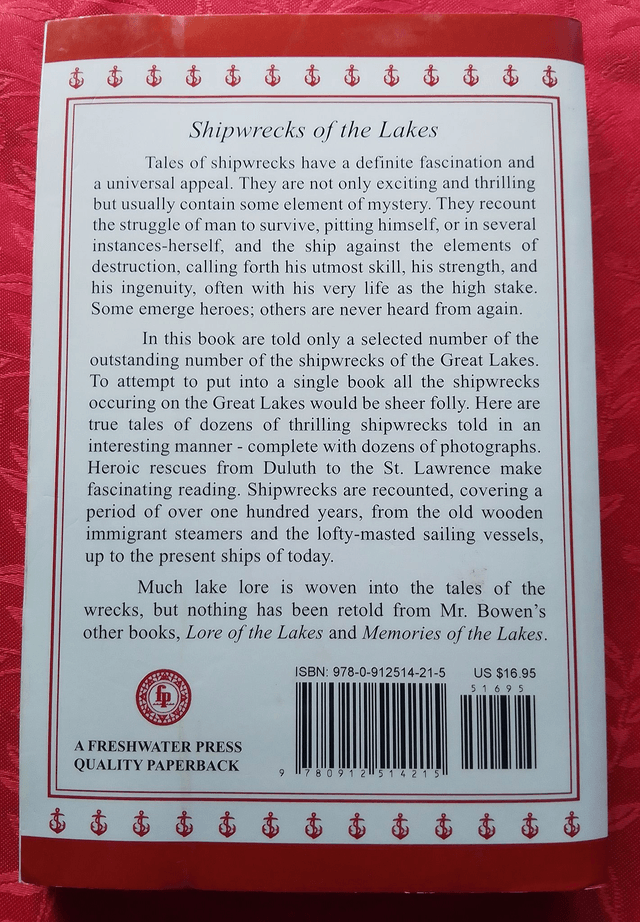 Shipwrecks of the Lakes
Tales of shipwrecks have a definite fascination and
a universal appeal. They are not only exciting and thrilling
but usually contain some element of mystery. They recount
the struggle of man to survive, pitting himself, or in several
instances-herself, and the ship against the elements of
destruction, calling forth his utmost skill, his strength, and
his ingenuity, often with his very life as the high stake.
Some emerge heroes; others are never heard from again.
In this book are told only a selected number of the
outstanding number of the shipwrecks of the Great Lakes.
To attempt to put into a single book all the shipwrecks
occuring on the Great Lakes would be sheer folly. Here are
true tales of dozens of thrilling shipwrecks told in an
interesting manner - complete with dozens of photographs.
Heroic rescues from Duluth to the St. Lawrence make
fascinating reading. Shipwrecks are recounted, covering a
period of over one hundred years, from the old wooden
immigrant steamers and the lofty-masted sailing vessels,
up to the present ships of today.
Much lake lore is woven into the tales of the
wrecks, but nothing has been retold from Mr. Bowen's
other books, Lore of the Lakes and Memories of the Lakes.
fp
A FRESHWATER PRESS
QUALITY PAPERBACK
ISBN: 978-0-912514-21-5
9 780912 514215
US $16.95
51695